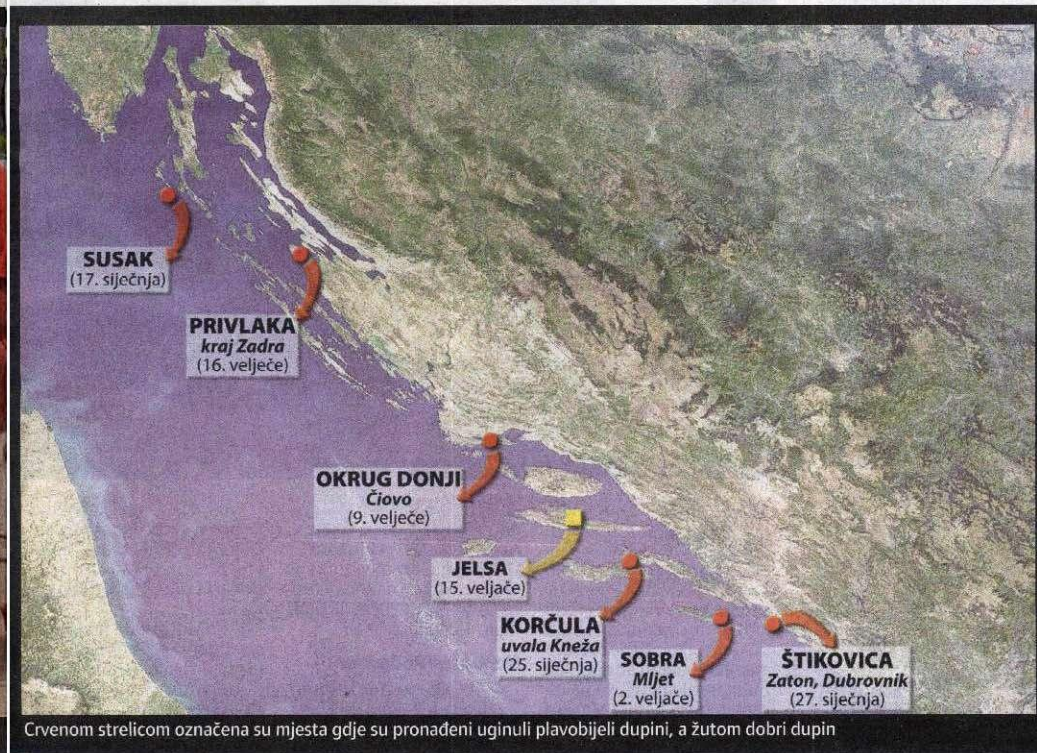 SUSAK
(17. siječnja)
PRIVLAKA
kraj Zadra
(16. veljače)
OKRUG DONJI
Čiovo
(9. veljače)
JELSA
(15. veljače)
KORČULA
uvala Kneža
(25. siječnja)
SOBRA
Mljet
(2. veljače)
ŠTIKOVICA
Zaton, Dubrovnik
(27. siječnja)
Crvenom strelicom označena su mjesta gdje su pronađeni uginuli plavobijeli dupini, a žutom dobri dupin